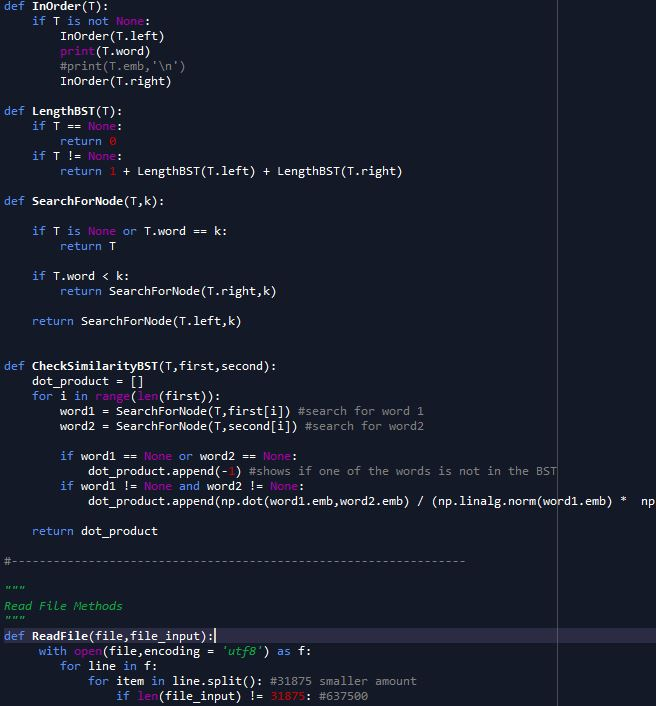 def InOrder(T):
    if T is not None:
        InOrder(T.left)
        print(T.word)
        #print(T.emb,'\n')
        InOrder(T.right)
def LengthBST(T):
    if T == None:
        return 0
    if T != None:
        return 1 + LengthBST(T.left) + LengthBST(T.right)
def SearchForNode(T,k):
    if T is None or T.word == k:
        return T
    if T.word < k:
        return SearchForNode(T.right,k)
    return SearchForNode(T.left,k)
def CheckSimilarityBST(T,first,second):
    dot_product = []
    for i in range(len(first)):
        word1 = SearchForNode(T,first[i]) #search for word 1
        word2 = SearchForNode(T,second[i]) #search for word2
        if word1 == None or word2 == None:
            dot_product.append(-1) #shows if one of the words is not in the BST
        if word1 != None and word2 != None:
            dot_product.append(np.dot(word1.emb,word2.emb) / (np.linalg.norm(word1.emb) *  np
    return dot_product
#-----------------------------------------------------------------
"""
Read File Methods
"""
def ReadFile(file,file_input):
     with open(file,encoding = 'utf8') as f:
        for line in f:
            for item in line.split(): #31875 smaller amount
                if len(file_input) != 31875: #637500